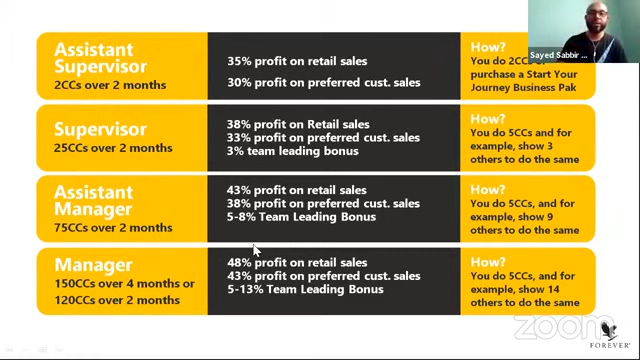 Assistant
Supervisor
2CCs over 2 months
35% profit on retail sales
30% profit on preferred cust. sales
How?
You do 2CCs
purchase a Start Your
Journey Business Pak
Supervisor
25CCs over 2 months
38% profit on Retail sales
33% profit on preferred cust. sales
3% team leading bonus
How?
You do 5CCs and for
example, show 3
others to do the same
Assistant
Manager
75CCs over 2 months
43% profit on retail sales
38% profit on preferred cust. sales
5-8% Team Leading Bonus
How?
You do 5CCs, and for
example, show 9
others to do the same
Manager
150CCs over 4 months or
120CCs over 2 months
48% profit on retail sales
43% profit on preferred cust. sales
5-13% Team Leading Bonus
How?
You do 5CCs, and for
example, show 14
others to do the same
Sayed Sabbir ...
zoom
FOREVER